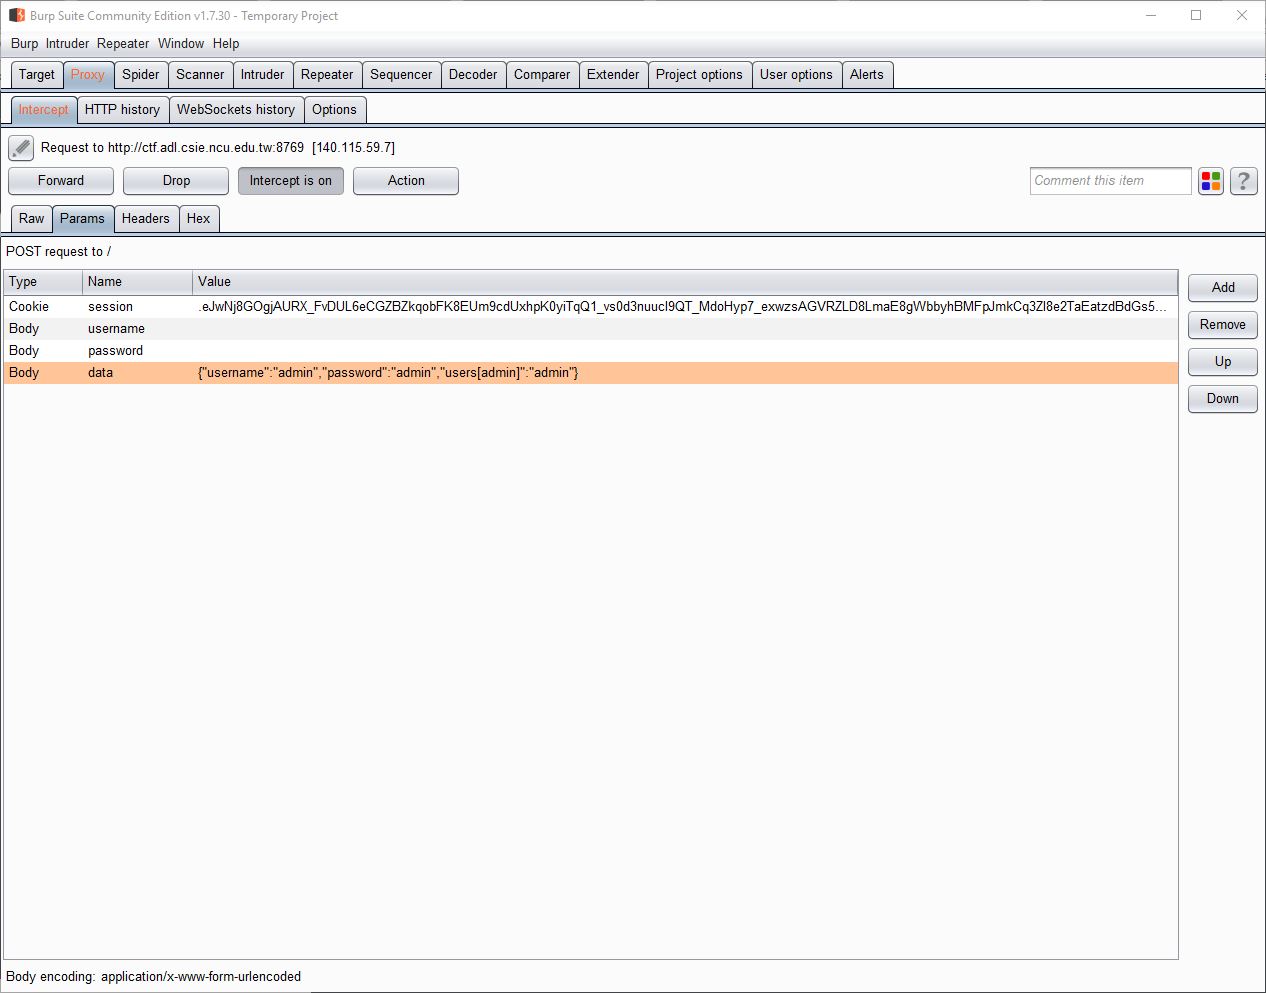 Burp Suite Community Edition v1.7.30 - Temporary Project
Burp Intruder Repeater Window Help
Target Proxy Spider Scanner Intruder Repeater Sequencer Decoder Comparer Extender Project options User options Alerts
Intercept HTTP history WebSockets history Options
Request to http://ctf.adl.csie.ncu.edu.tw:8769 [140.115.59.7]
Forward Drop Intercept is on Action Comment this item ?
Raw Params Headers Hex
POST request to /
Type Name Value
Cookie session .eJwNj8GOgjAURX_FvDUL6eCGZBZkqobFK8EUm9cdUxhpK0yiTqQ1_vs0d3nuucl9QT_MdoHyp7_exwzsAGVRZLD8LmaE8gWbbyhBMFpJmkCq3Zl8e2TaEatzdBdGs5...
Body username
Body password
Body data {"username":"admin","password":"admin","users[admin]":"admin"}
Add
Remove
Up
Down
Body encoding: application/x-www-form-urlencoded